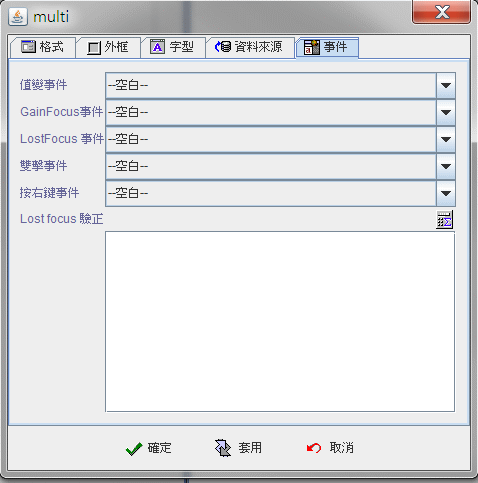 multi
格式 外框 字型 資料來源 事件
值變事件 --空白--
GainFocus事件 --空白--
LostFocus 事件 --空白--
雙擊事件 --空白--
按右鍵事件 --空白--
Lost focus 驗正
確定 套用 取消